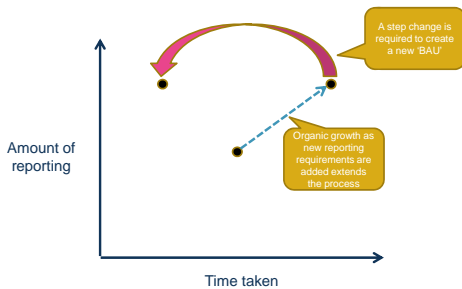 A step change is
required to create
a new ‘BAU’
Amount of
reporting
Organic growth as
new reporting
requirements are
added extends
the process
Time taken